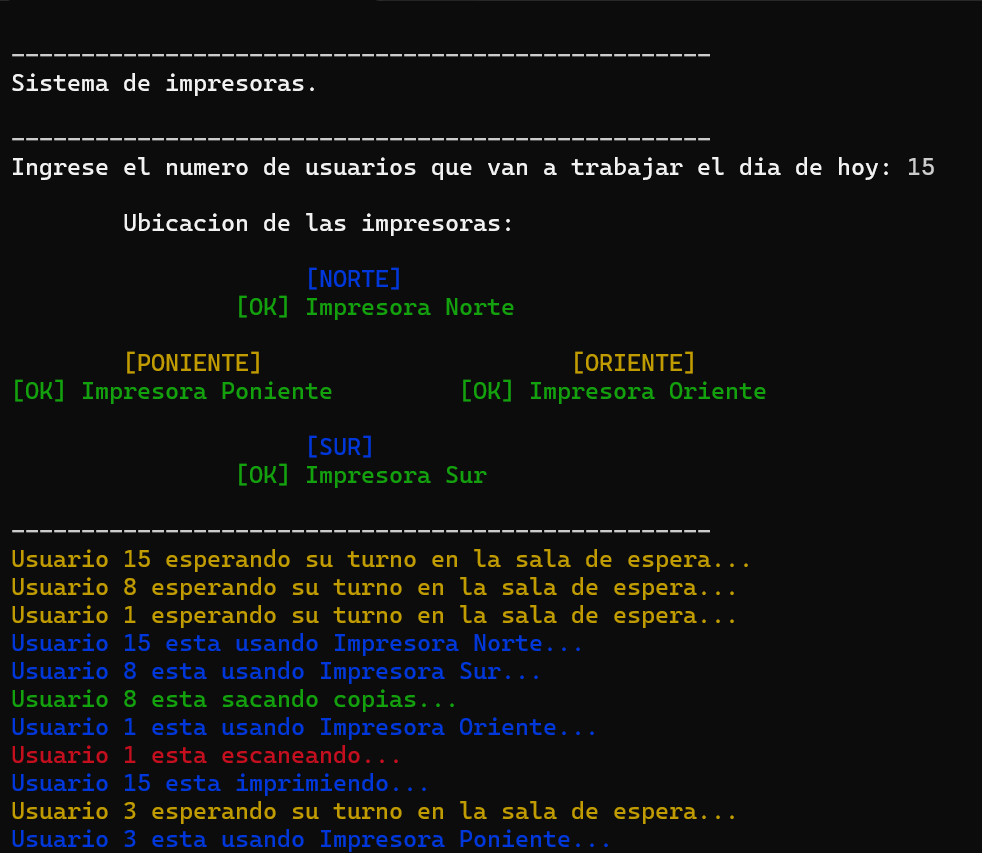 --------------------------------------------------
Sistema de impresoras.
--------------------------------------------------
Ingrese el numero de usuarios que van a trabajar el dia de hoy: 15
Ubicacion de las impresoras:
[NORTE]
[OK] Impresora Norte
[PONIENTE] [ORIENTE]
[OK] Impresora Poniente [OK] Impresora Oriente
[SUR]
[OK] Impresora Sur
--------------------------------------------------
Usuario 15 esperando su turno en la sala de espera...
Usuario 8 esperando su turno en la sala de espera...
Usuario 1 esperando su turno en la sala de espera...
Usuario 15 esta usando Impresora Norte...
Usuario 8 esta usando Impresora Sur...
Usuario 8 esta sacando copias...
Usuario 1 esta usando Impresora Oriente...
Usuario 1 esta escaneando...
Usuario 15 esta imprimiendo...
Usuario 3 esperando su turno en la sala de espera...
Usuario 3 esta usando Impresora Poniente...